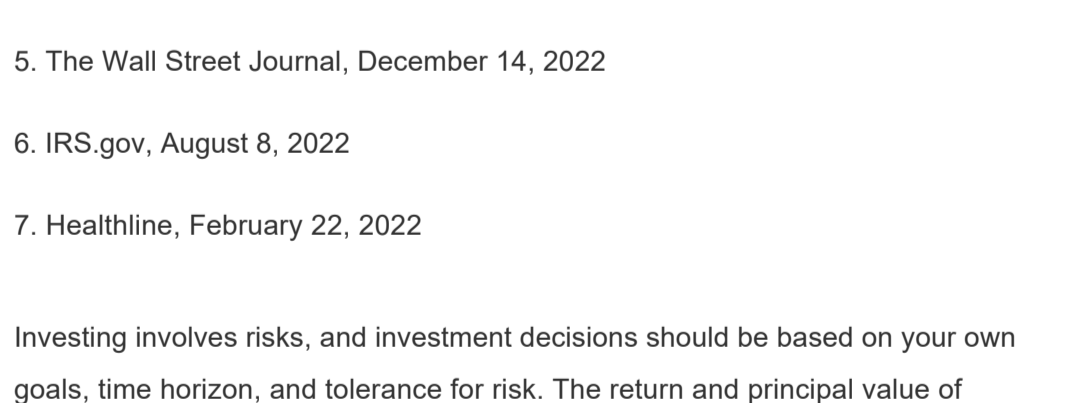 5. The Wall Street Journal, December 14, 2022
6. IRS.gov, August 8, 2022
7. Healthline, February 22, 2022
Investing involves risks, and investment decisions should be based on your own
goals, time horizon, and tolerance for risk. The return and principal value of